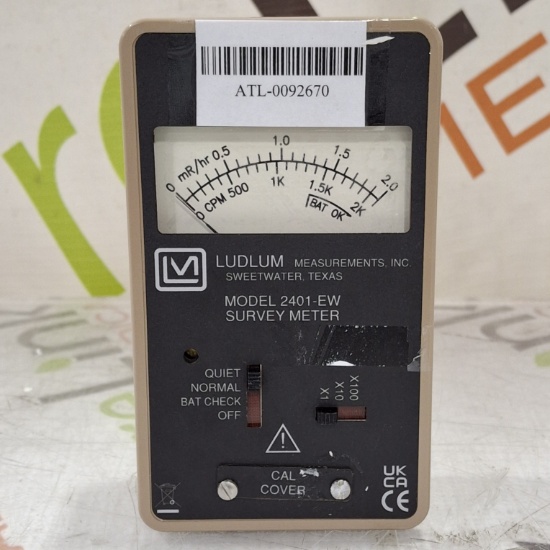 ATL-0092670
0 mR/hr 0.5 1.0 1.5 2.0
0 CPM 500 1K 1.5K 2K
BAT OK
LUDLUM MEASUREMENTS, INC.
SWEETWATER, TEXAS
MODEL 2401-EW
SURVEY METER
QUIET
NORMAL
BAT CHECK
OFF
X1 X10 X100
CAL
COVER
UK
CA
CE